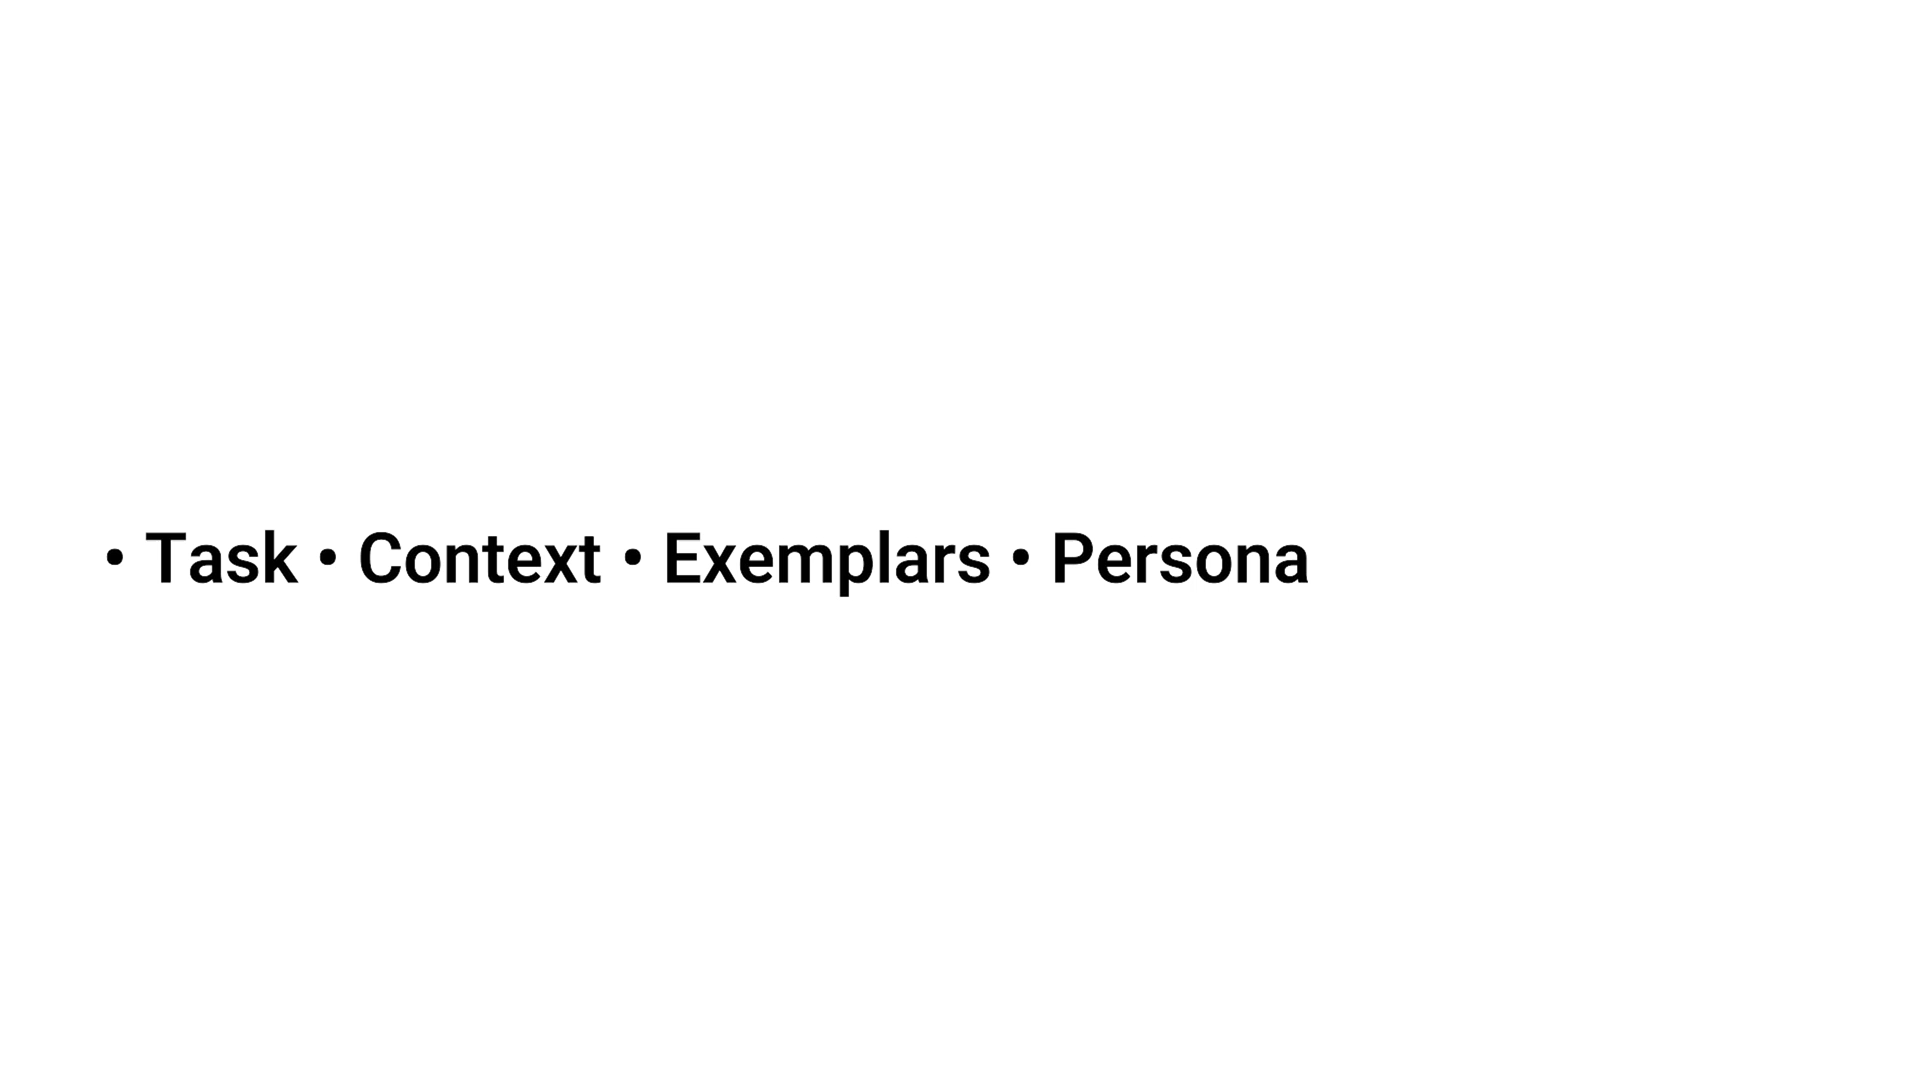 • Task • Context • Exemplars • Persona